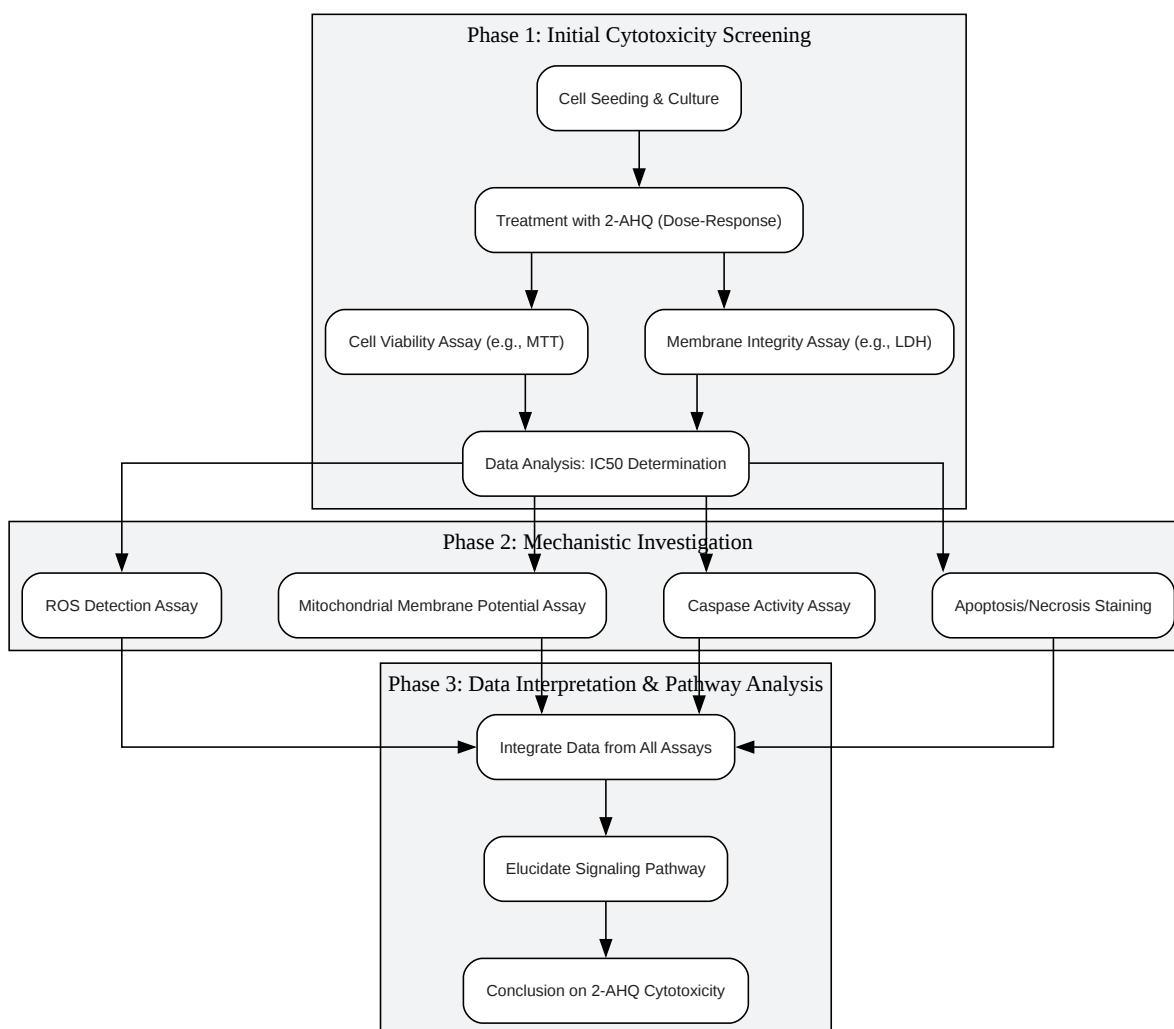 Phase 1: Initial Cytotoxicity Screening
Cell Seeding & Culture
Treatment with 2-AHQ (Dose-Response)
Cell Viability Assay (e.g., MTT)
Membrane Integrity Assay (e.g., LDH)
Data Analysis: IC50 Determination
Phase 2: Mechanistic Investigation
ROS Detection Assay
Mitochondrial Membrane Potential Assay
Caspase Activity Assay
Apoptosis/Necrosis Staining
Phase 3: Data Interpretation & Pathway Analysis
Integrate Data from All Assays
Elucidate Signaling Pathway
Conclusion on 2-AHQ Cytotoxicity